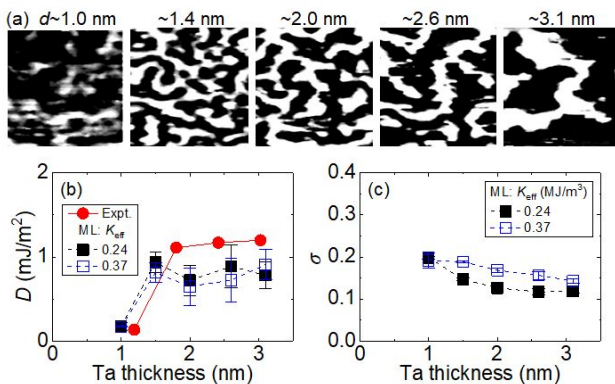 (a) d~1.0 nm ~1.4 nm ~2.0 nm ~2.6 nm ~3.1 nm
(b)
Expt.
ML: K_eff
0.24
0.37
D (mJ/m²)
2
1
0
0 1 2 3
Ta thickness (nm)
(c)
ML: K_eff (MJ/m³)
0.24
0.37
σ
0.4
0.3
0.2
0.1
0.0
0 1 2 3
Ta thickness (nm)